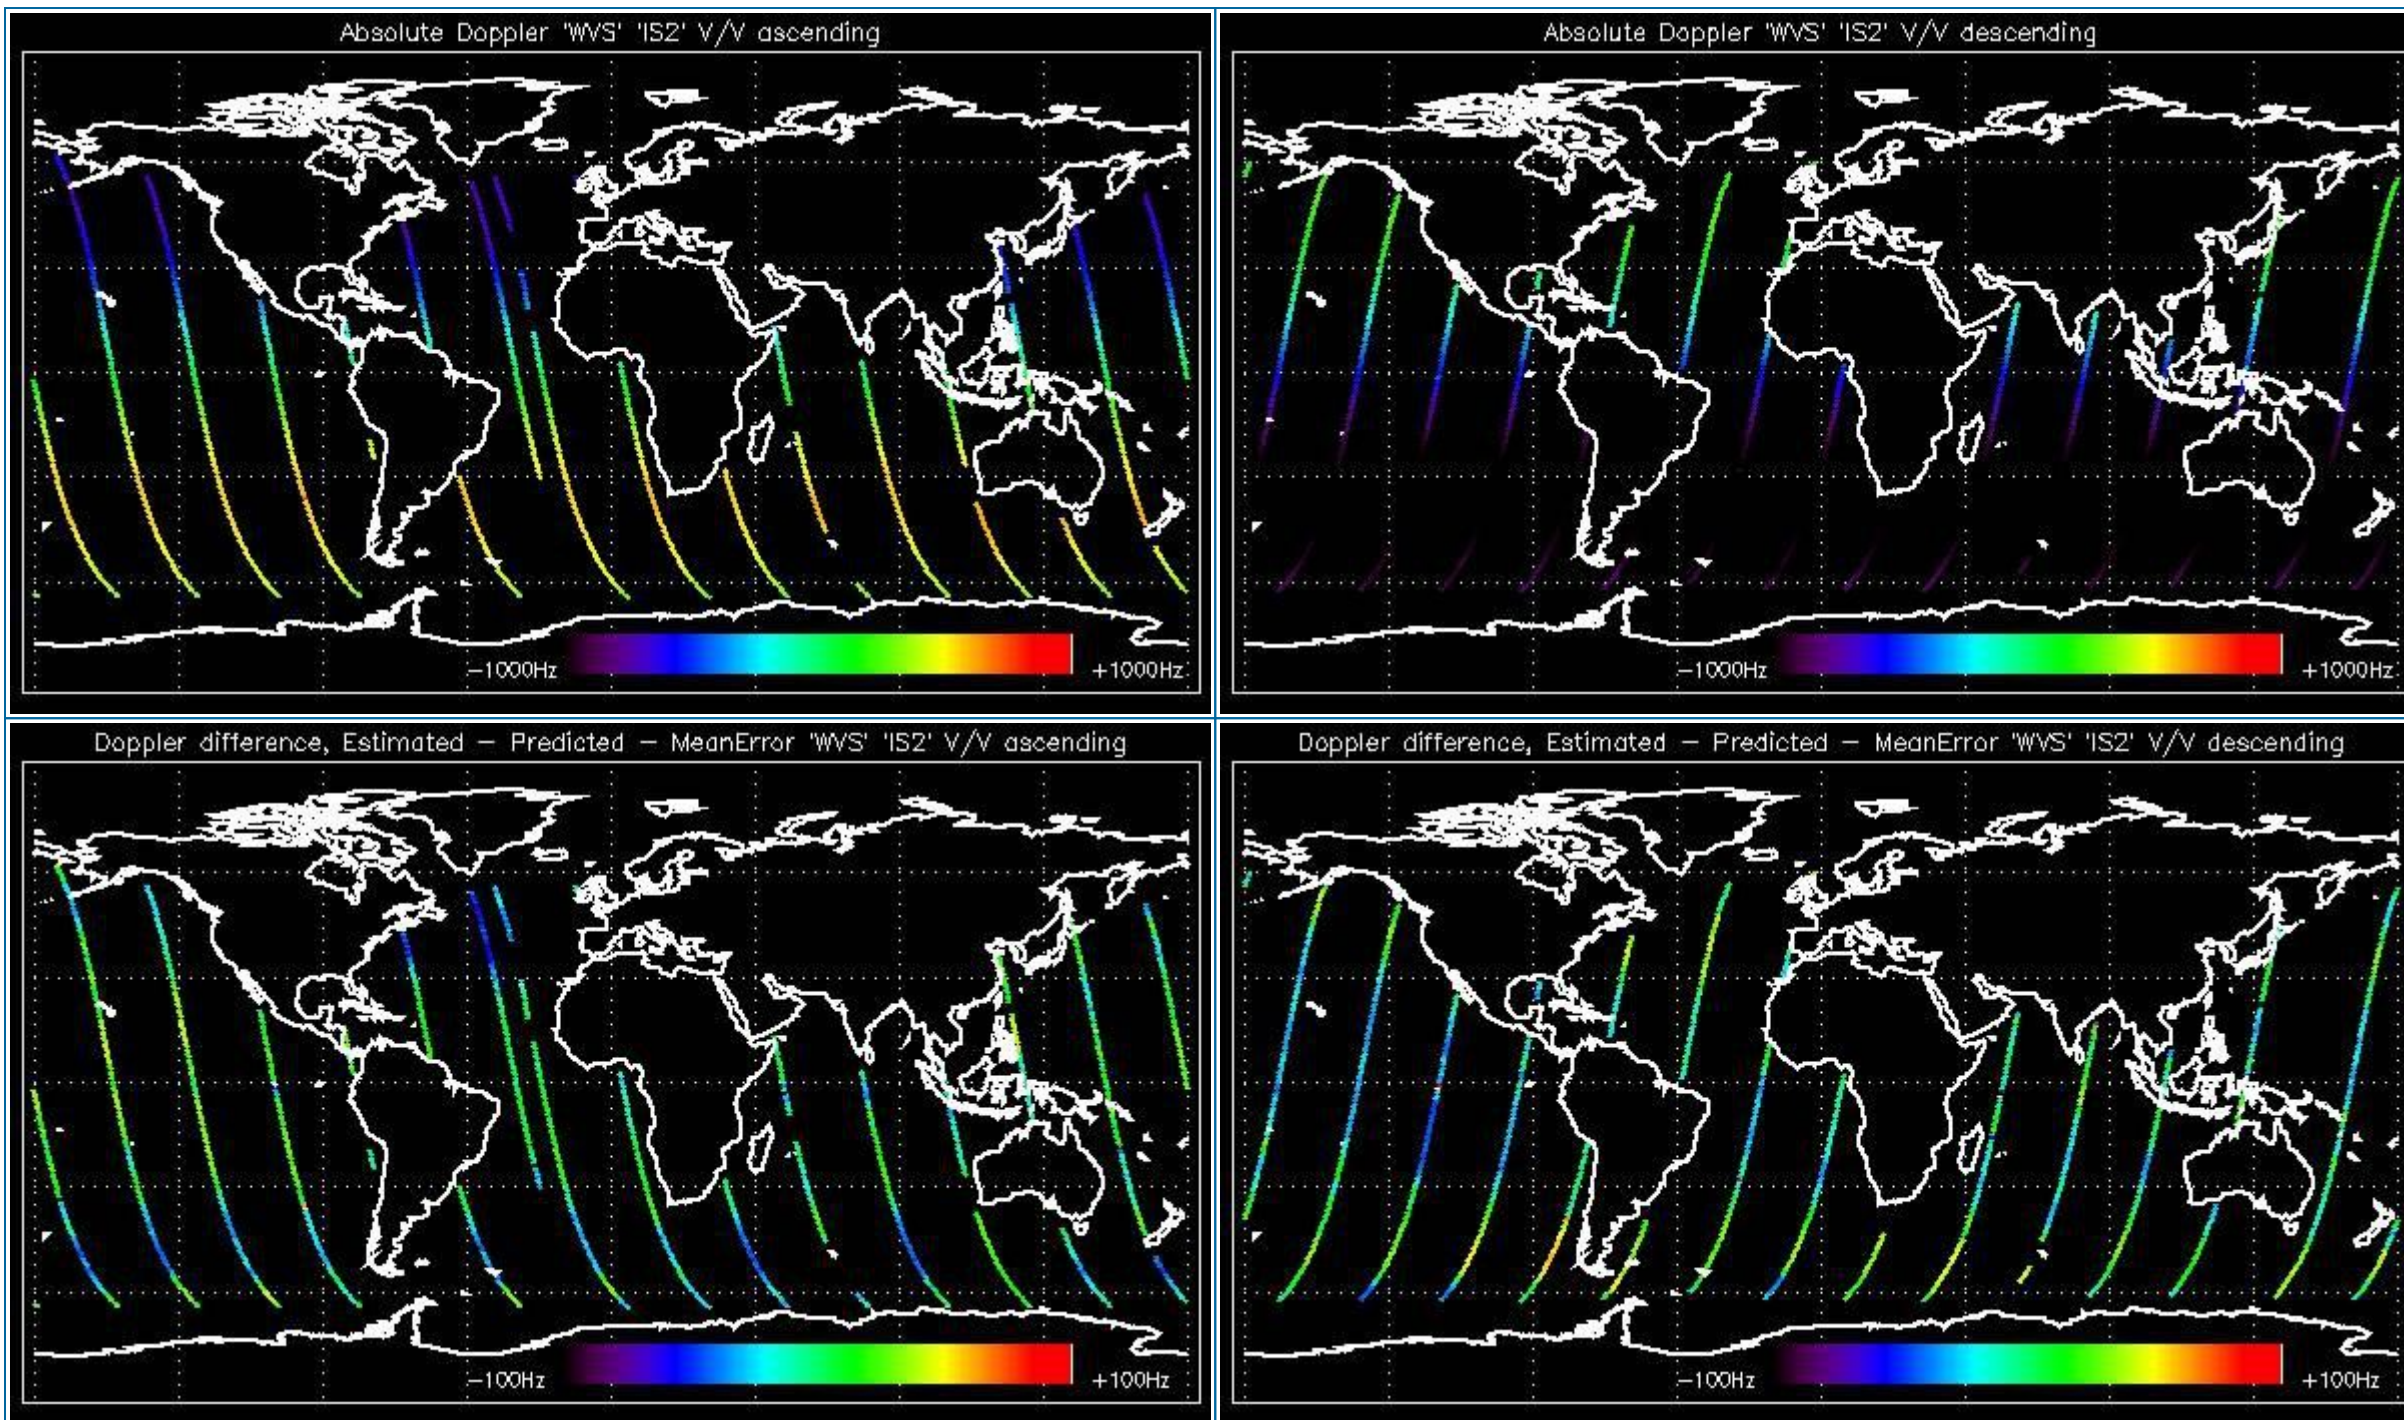 Absolute Doppler 'WVS' 'IS2' V/V ascending
−1000Hz
+1000Hz
Absolute Doppler 'WVS' 'IS2' V/V descending
−1000Hz
+1000Hz
Doppler difference, Estimated − Predicted − MeanError 'WVS' 'IS2' V/V ascending
−100Hz
+100Hz
Doppler difference, Estimated − Predicted − MeanError 'WVS' 'IS2' V/V descending
−100Hz
+100Hz